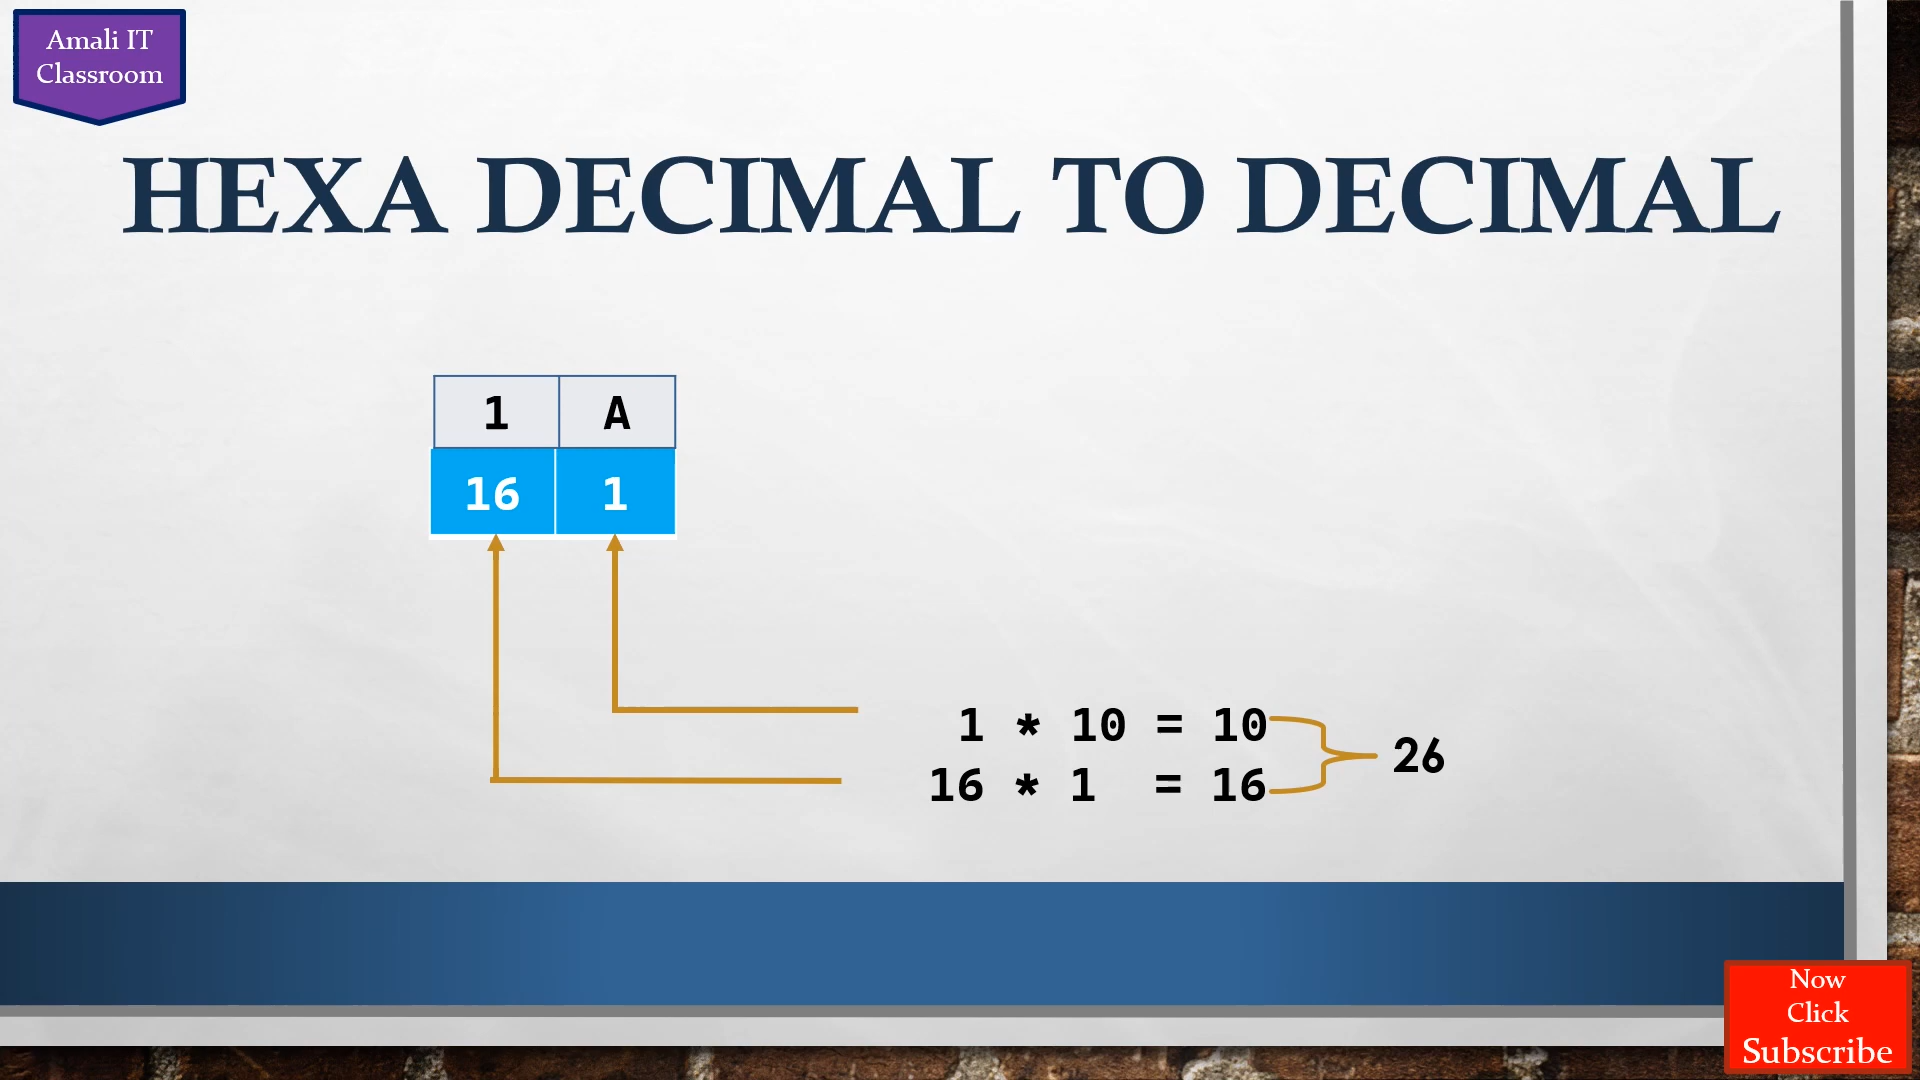 Amali IT
Classroom
HEXA DECIMAL TO DECIMAL
1 A
16 1
1 * 10 = 10
16 * 1 = 16
26
Now
Click
Subscribe